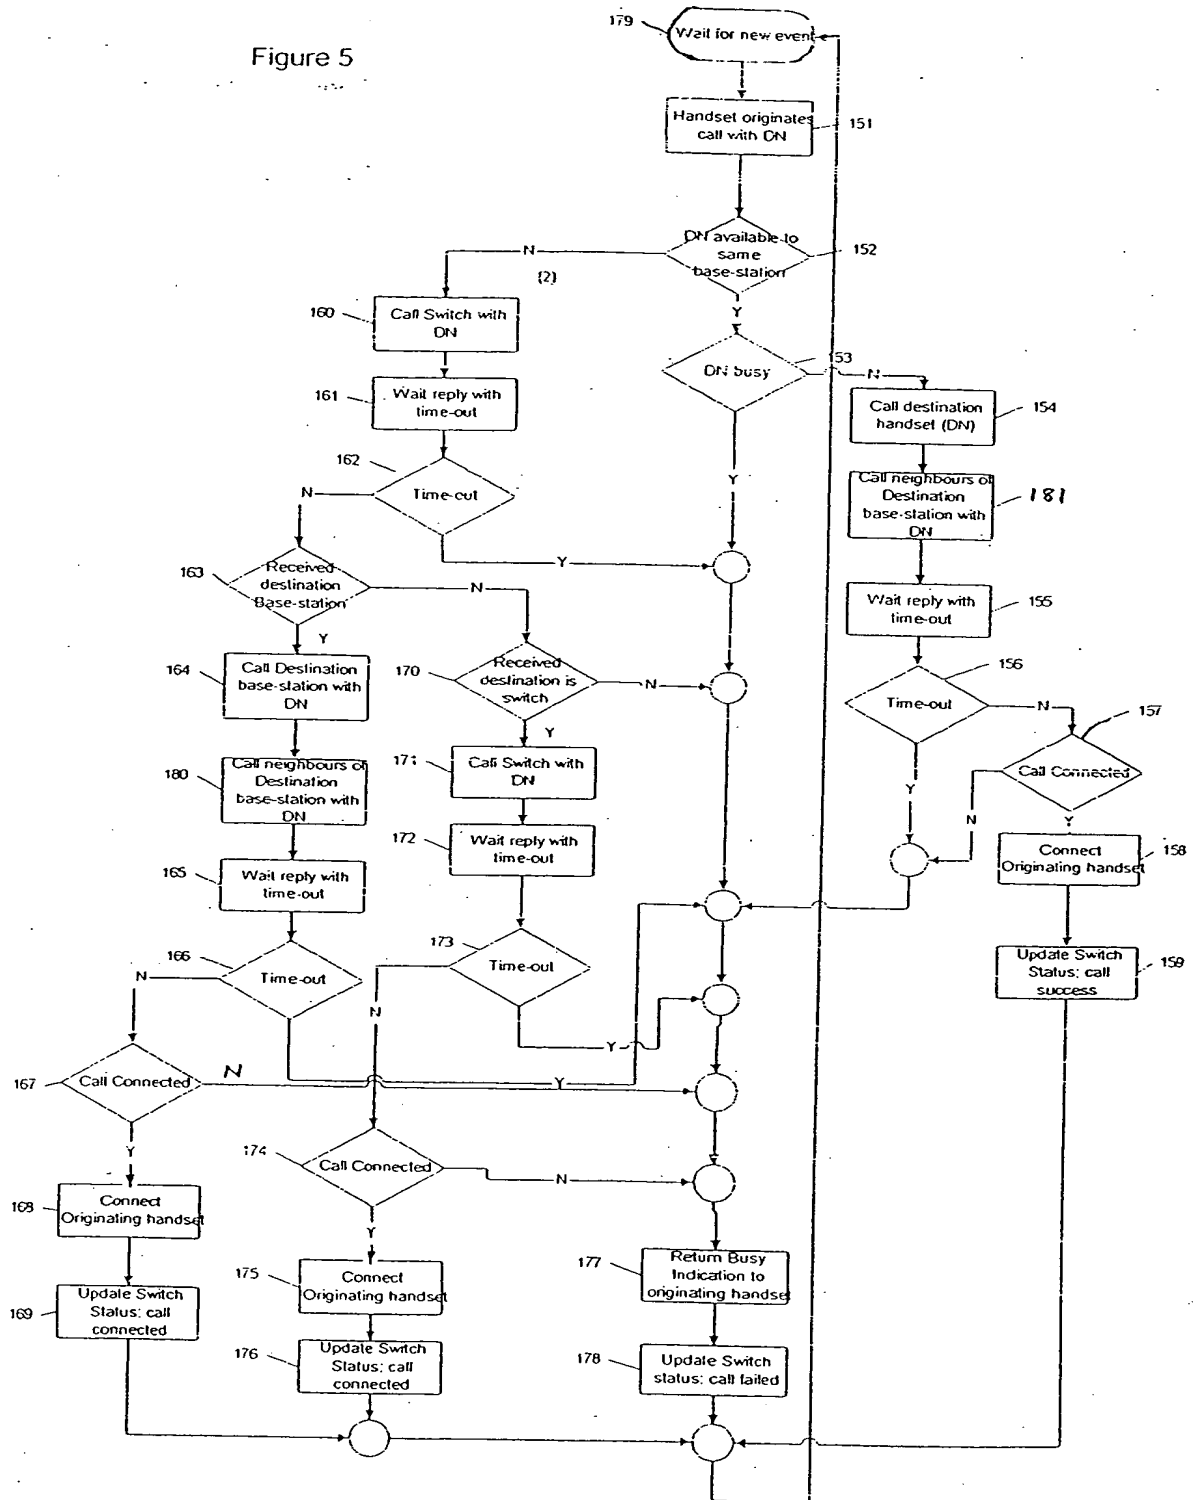 Figure 5
179
Wait for new event
Handset originates
call with DN
151
DN available to
same
base-station
152
N
(2)
Y
160
Call Switch with
DN
DN busy
153
N
161
Wait reply with
time-out
Call destination
handset (DN)
154
162
Time-out
N
Y
Y
Call neighbours of
Destination
base-station with
DN
181
163
Received
destination
Base-station
N
Y
Wait reply with
time-out
155
164
Call Destination
base-station with
DN
170
Received
destination is
switch
N
Y
156
Time-out
N
Y
157
Call Connected
N
Y
180
Call neighbours of
Destination
base-station with
DN
171
Call Switch with
DN
172
Wait reply with
time-out
Connect
Originating handset
158
165
Wait reply with
time-out
166
Time-out
N
Y
173
Time-out
N
Y
Update Switch
Status; call
success
159
167
Call Connected
N
Y
174
Call Connected
N
Y
168
Connect
Originating handset
175
Connect
Originating handset
177
Return Busy
Indication to
originating handset
169
Update Switch
Status; call
connected
176
Update Switch
Status; call
connected
178
Update Switch
status; call failed